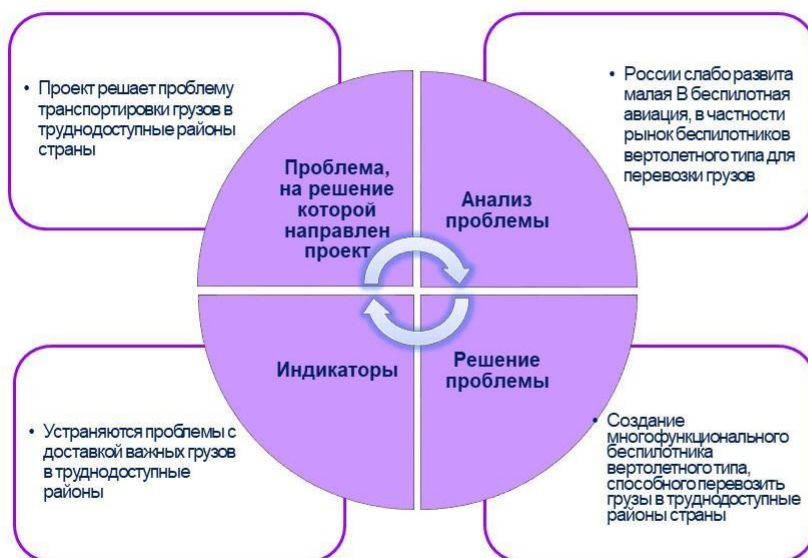 • Проект решает проблему
транспортировки грузов в
труднодоступные районы
страны
• России слабо развита
малая В беспилотная
авиация, в частности
рынок беспилотников
вертолетного типа для
перевозки грузов
Проблема,
на решение
которой
направлен
проект
Анализ
проблемы
Индикаторы
Решение
проблемы
• Устраняются проблемы с
доставкой важных грузов
в труднодоступные
районы
• Создание
многофункционального
беспилотника
вертолетного типа,
способного перевозить
грузы в труднодоступные
районы страны